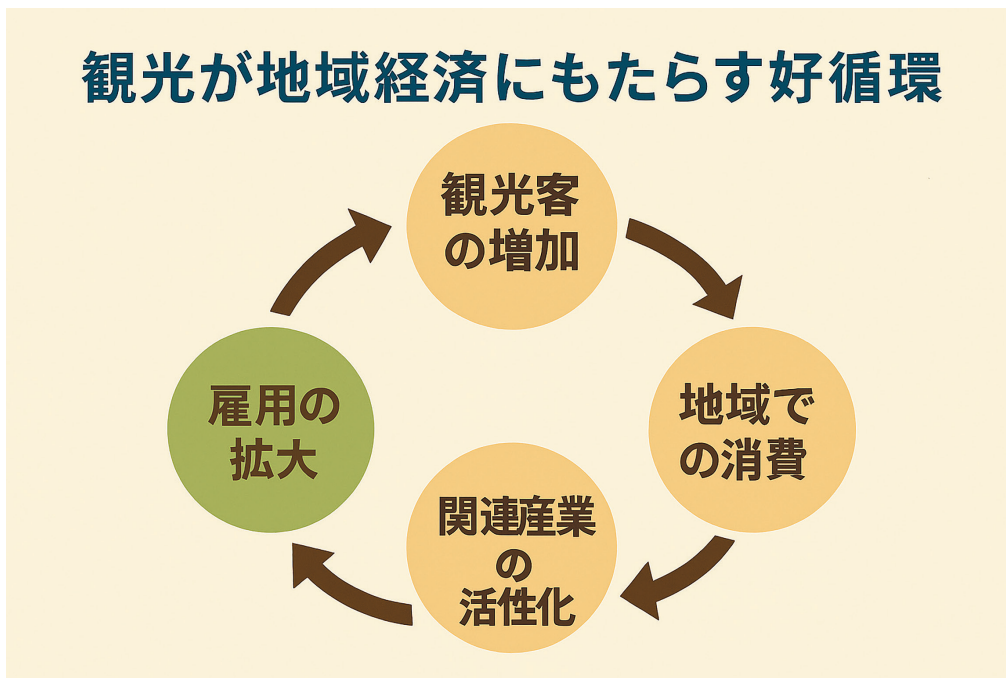 観光が地域経済にもたらす好循環
観光客
の増加
地域で
の消費
関連産業
の
活性化
雇用の
拡大